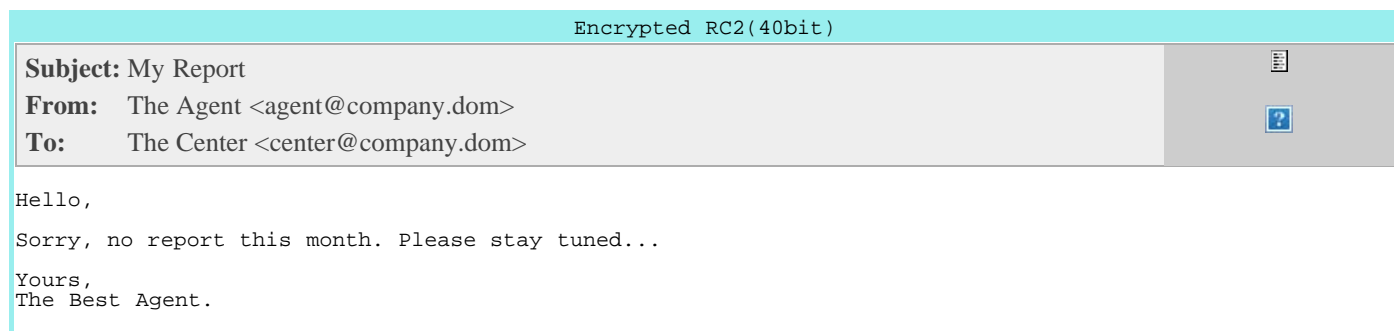 Encrypted RC2(40bit)
Subject: My Report
From: The Agent <agent@company.dom>
To: The Center <center@company.dom>
?
Hello,
Sorry, no report this month. Please stay tuned...
Yours,
The Best Agent.